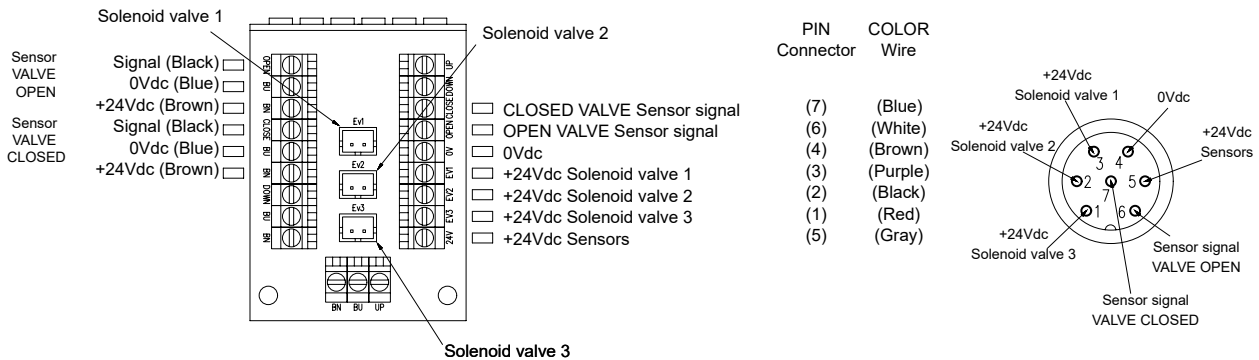 Solenoid valve 1
Solenoid valve 2
Sensor
VALVE
OPEN
Signal (Black)
0Vdc (Blue)
+24Vdc (Brown)
Sensor
VALVE
CLOSED
Signal (Black)
0Vdc (Blue)
+24Vdc (Brown)
OPEN
BU
BN
CLOSE
BU
BN
DOWN
BU
BN
Ev1
Ev2
Ev3
UP
DOWN
CLOSE
OPEN
0V
EV1
EV2
EV3
24V
BN BU UP
CLOSED VALVE Sensor signal
OPEN VALVE Sensor signal
0Vdc
+24Vdc Solenoid valve 1
+24Vdc Solenoid valve 2
+24Vdc Solenoid valve 3
+24Vdc Sensors
Solenoid valve 3
PIN COLOR
Connector Wire
(7) (Blue)
(6) (White)
(4) (Brown)
(3) (Purple)
(2) (Black)
(1) (Red)
(5) (Gray)
+24Vdc
Solenoid valve 1
0Vdc
+24Vdc
Solenoid valve 2
+24Vdc
Sensors
3 4
2 7 5
1 6
+24Vdc
Solenoid valve 3
Sensor signal
VALVE OPEN
Sensor signal
VALVE CLOSED